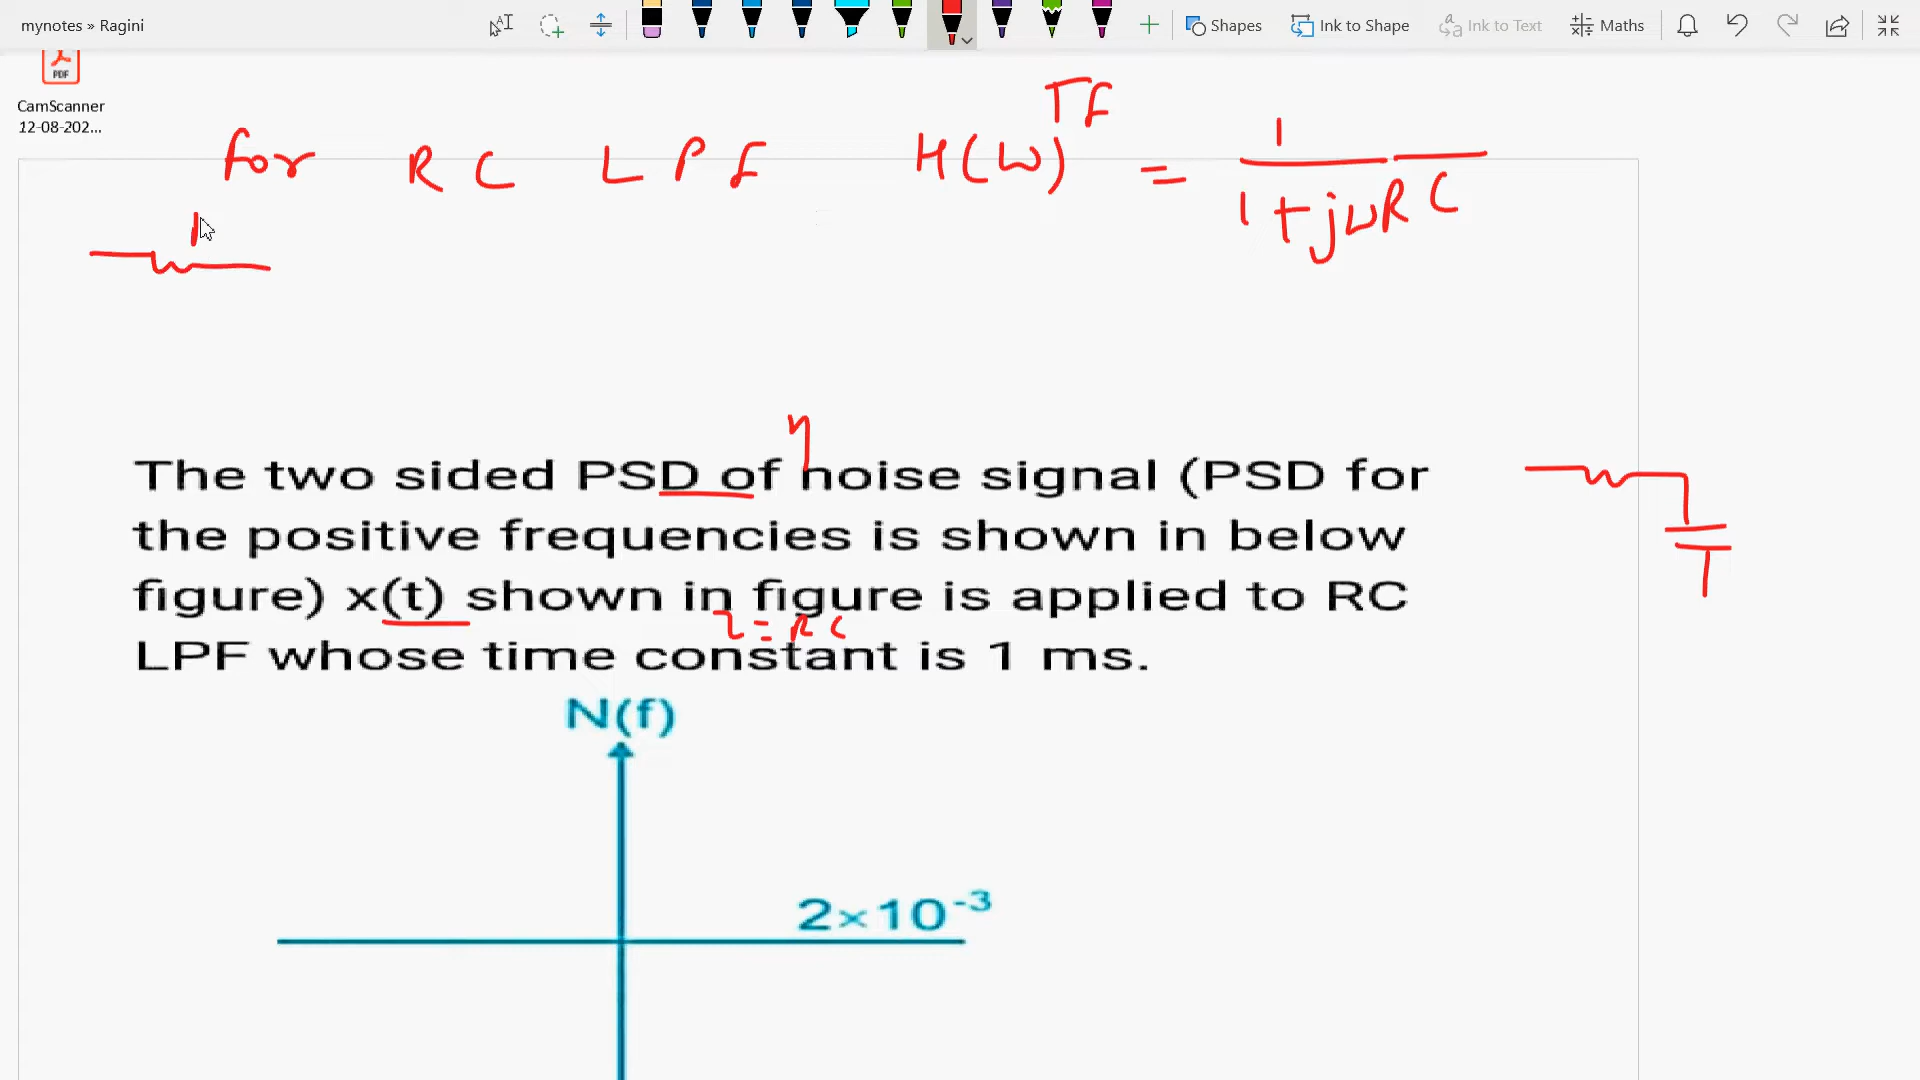 mynotes » Ragini
Shapes
Ink to Shape
Ink to Text
Maths
PDF
CamScanner
12-08-202...
TF
for RC LPF H(W) = 1
1+jωRC
η
The two sided PSD of noise signal (PSD for
the positive frequencies is shown in below
figure) x(t) shown in figure is applied to RC
τ = RC
LPF whose time constant is 1 ms.
N(f)
2×10⁻³